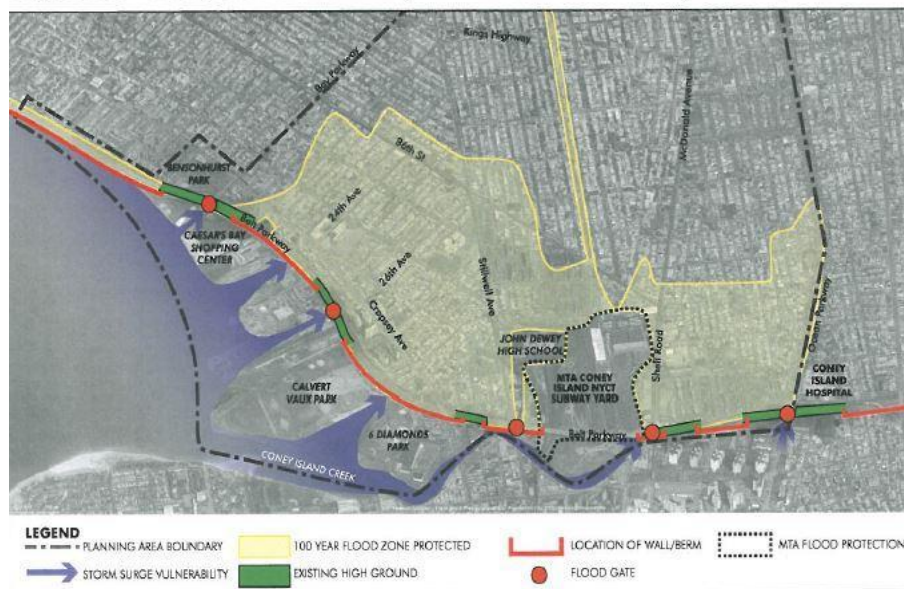 Kings Highway
Bay Parkway
McDonald Avenue
86th St
BENSONHURST
PARK
24th Ave
Belt Parkway
CAESAR'S BAY
SHOPPING
CENTER
26th Ave
Stillwell Ave
Cropsey Ave
Ocean Parkway
JOHN DEWEY
HIGH SCHOOL
Shell Road
MTA CONEY
ISLAND NYCT
SUBWAY YARD
CONEY
ISLAND
HOSPITAL
CALVERT
VAUX PARK
6 DIAMONDS
PARK
Belt Parkway
CONEY ISLAND CREEK
LEGEND
PLANNING AREA BOUNDARY
100 YEAR FLOOD ZONE PROTECTED
LOCATION OF WALL/BERM
MTA FLOOD PROTECTION
STORM SURGE VULNERABILITY
EXISTING HIGH GROUND
FLOOD GATE